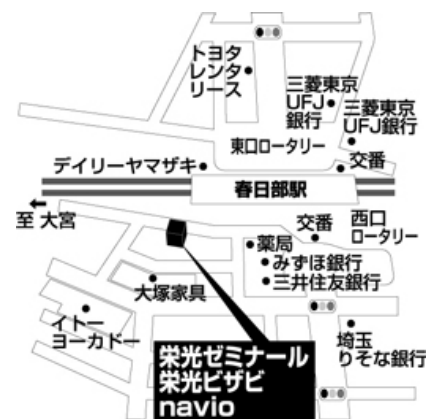 トヨタ
レンタ
リース
三菱東京
UFJ
銀行
三菱東京
UFJ銀行
東口ロータリー
交番
デイリーヤマザキ
春日部駅
至 大宮
交番
西口
ロータリー
薬局
みずほ銀行
三井住友銀行
大塚家具
イトー
ヨーカドー
埼玉
りそな銀行
栄光ゼミナール
栄光ビザビ
navio